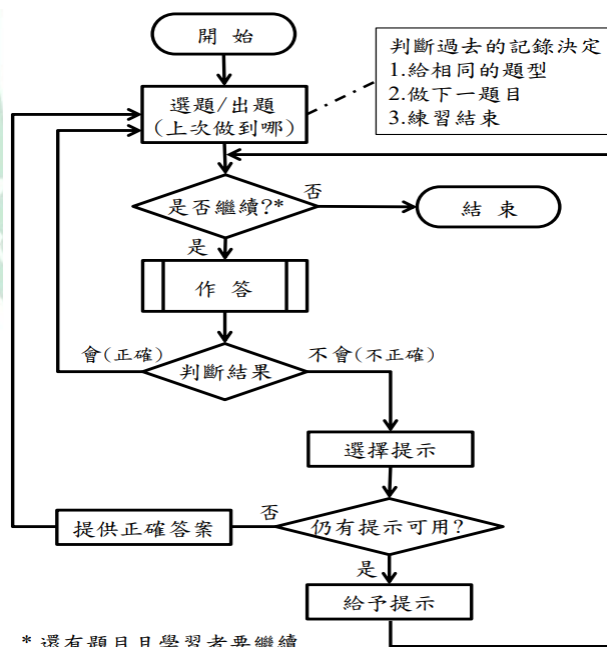 開 始
判斷過去的記錄決定
1.給相同的題型
2.做下一題目
3.練習結束
選題/出題
(上次做到哪)
是否繼續?*
否
結 束
是
作 答
會(正確)
不會(不正確)
判斷結果
選擇提示
否
仍有提示可用?
提供正確答案
是
給予提示
* 還有題目且學習者要繼續